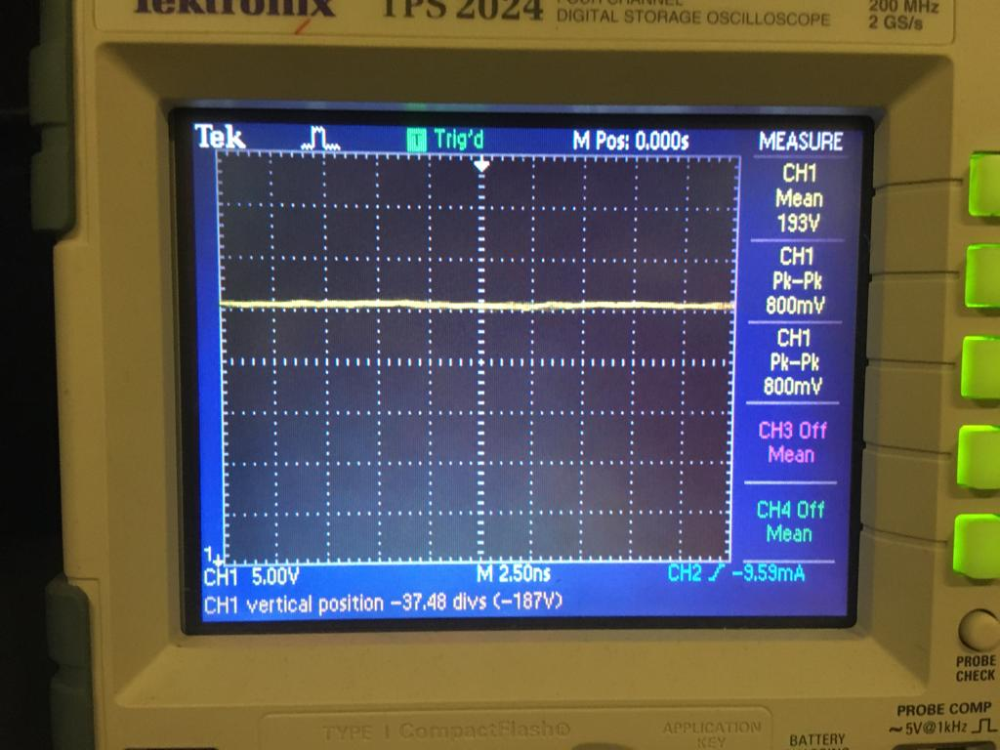 Tektronix TPS 2024
FOUR CHANNEL
DIGITAL STORAGE OSCILLOSCOPE
200 MHz
2 GS/s
Tek T Trig'd M Pos: 0.000s MEASURE
CH1
Mean
193V
CH1
Pk-Pk
800mV
CH1
Pk-Pk
800mV
CH3 Off
Mean
CH4 Off
Mean
1
CH1 5.00V M 2.50ns CH2 -9.59mA
CH1 vertical position -37.48 divs (-187V)
PROBE
CHECK
PROBE COMP
~5V@1kHz
TYPE I CompactFlash®
APPLICATION
KEY
BATTERY